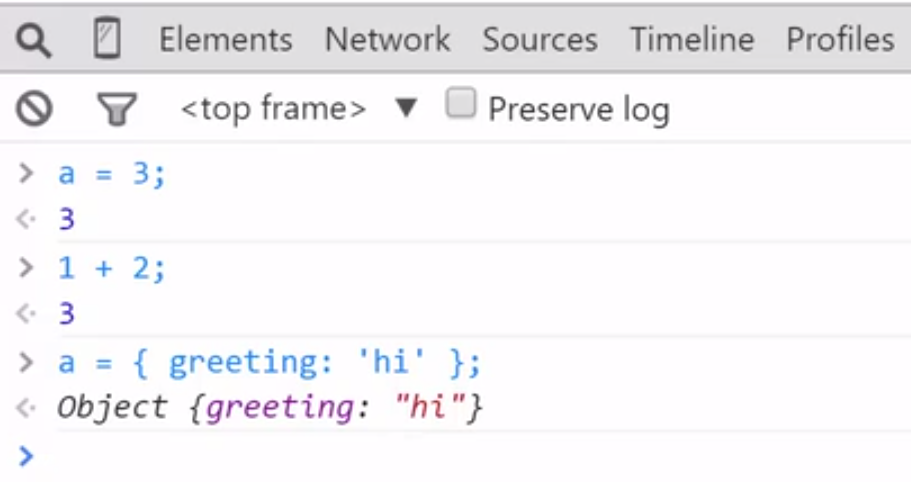 Elements Network Sources Timeline Profiles
<top frame> ▼ Preserve log
> a = 3;
<· 3
> 1 + 2;
<· 3
> a = { greeting: 'hi' };
<· Object {greeting: "hi"}
>